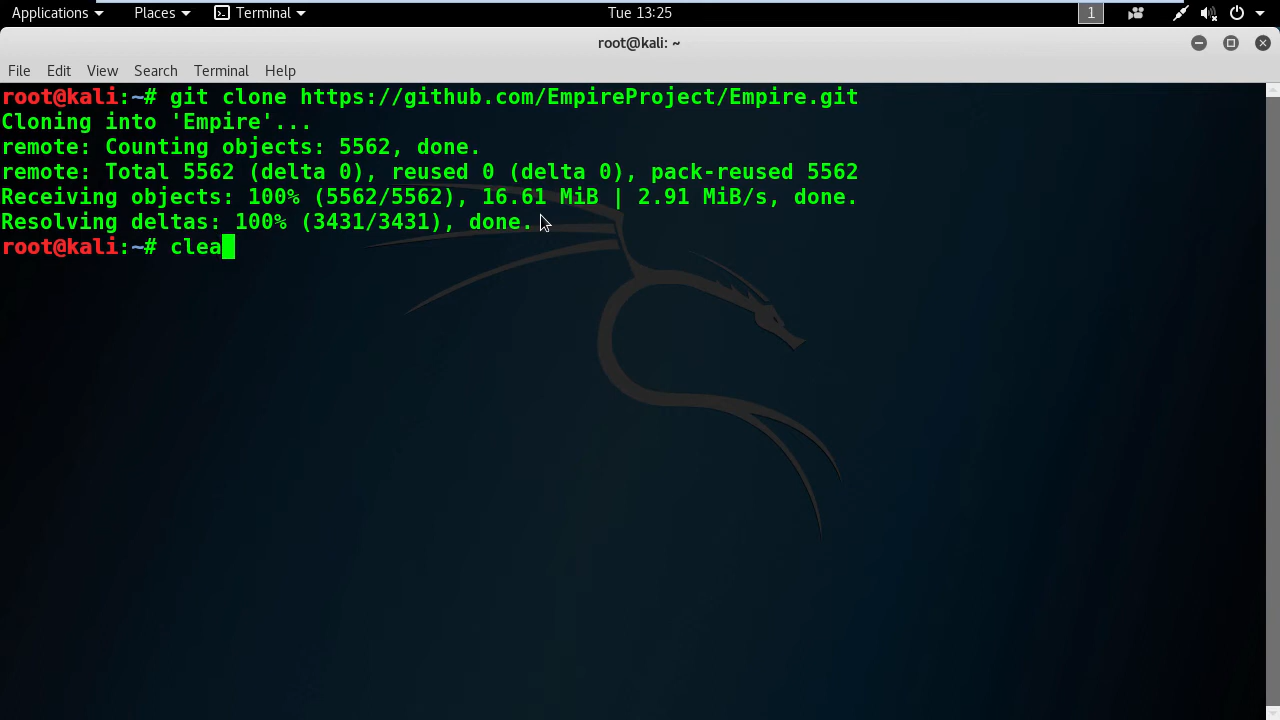 Applications Places Terminal Tue 13:25 1
root@kali: ~
File Edit View Search Terminal Help
root@kali:~# git clone https://github.com/EmpireProject/Empire.git
Cloning into 'Empire'...
remote: Counting objects: 5562, done.
remote: Total 5562 (delta 0), reused 0 (delta 0), pack-reused 5562
Receiving objects: 100% (5562/5562), 16.61 MiB | 2.91 MiB/s, done.
Resolving deltas: 100% (3431/3431), done.
root@kali:~# clea